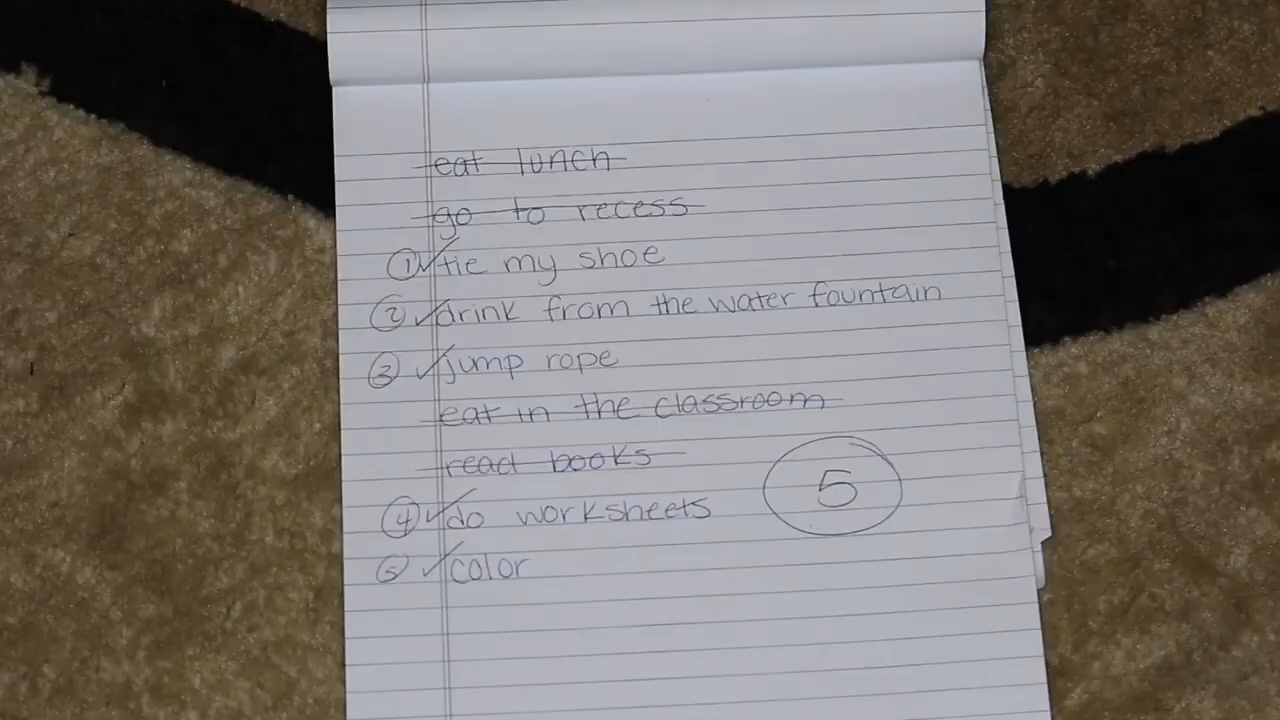 eat lunch
go to recess
① ✓tie my shoe
② ✓drink from the water fountain
③ ✓jump rope
eat in the classroom
read books
④ ✓do worksheets
5
⑤ ✓color